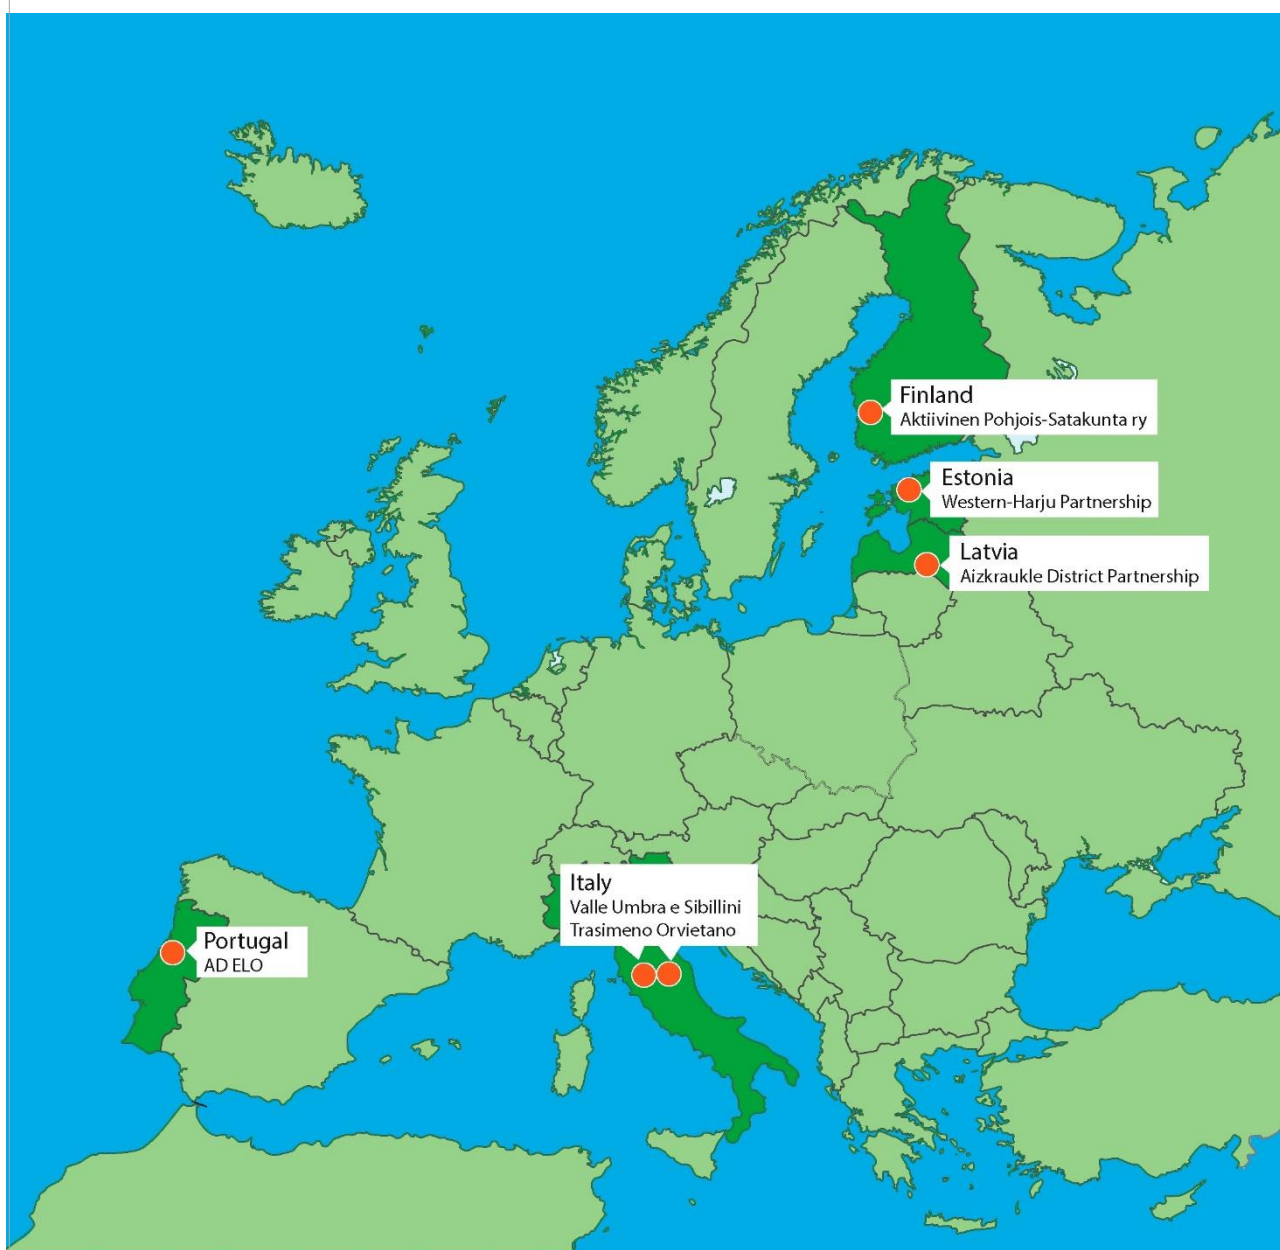 Finland
Aktiivinen Pohjois-Satakunta ry
Estonia
Western-Harju Partnership
Latvia
Aizkraukle District Partnership
Italy
Valle Umbra e Sibillini
Trasimeno Orvietano
Portugal
AD ELO